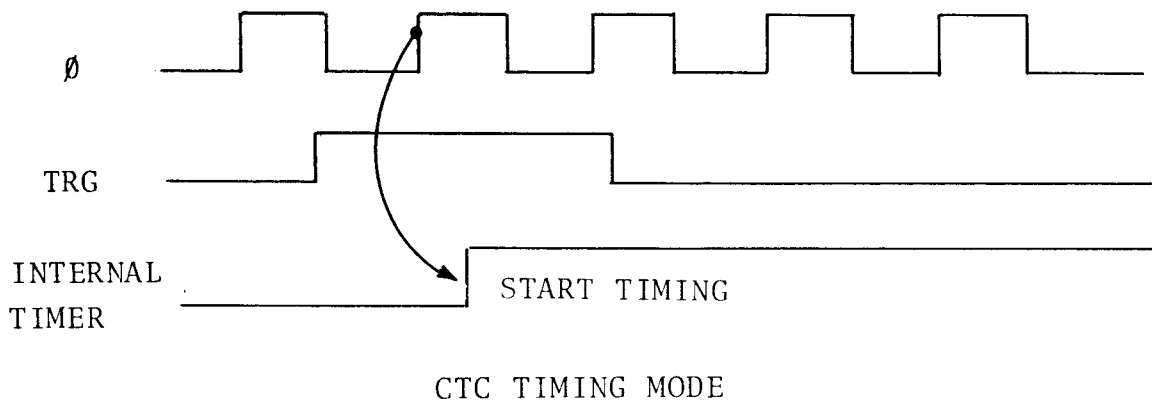 Ø
TRG
INTERNAL
TIMER
START TIMING
CTC TIMING MODE